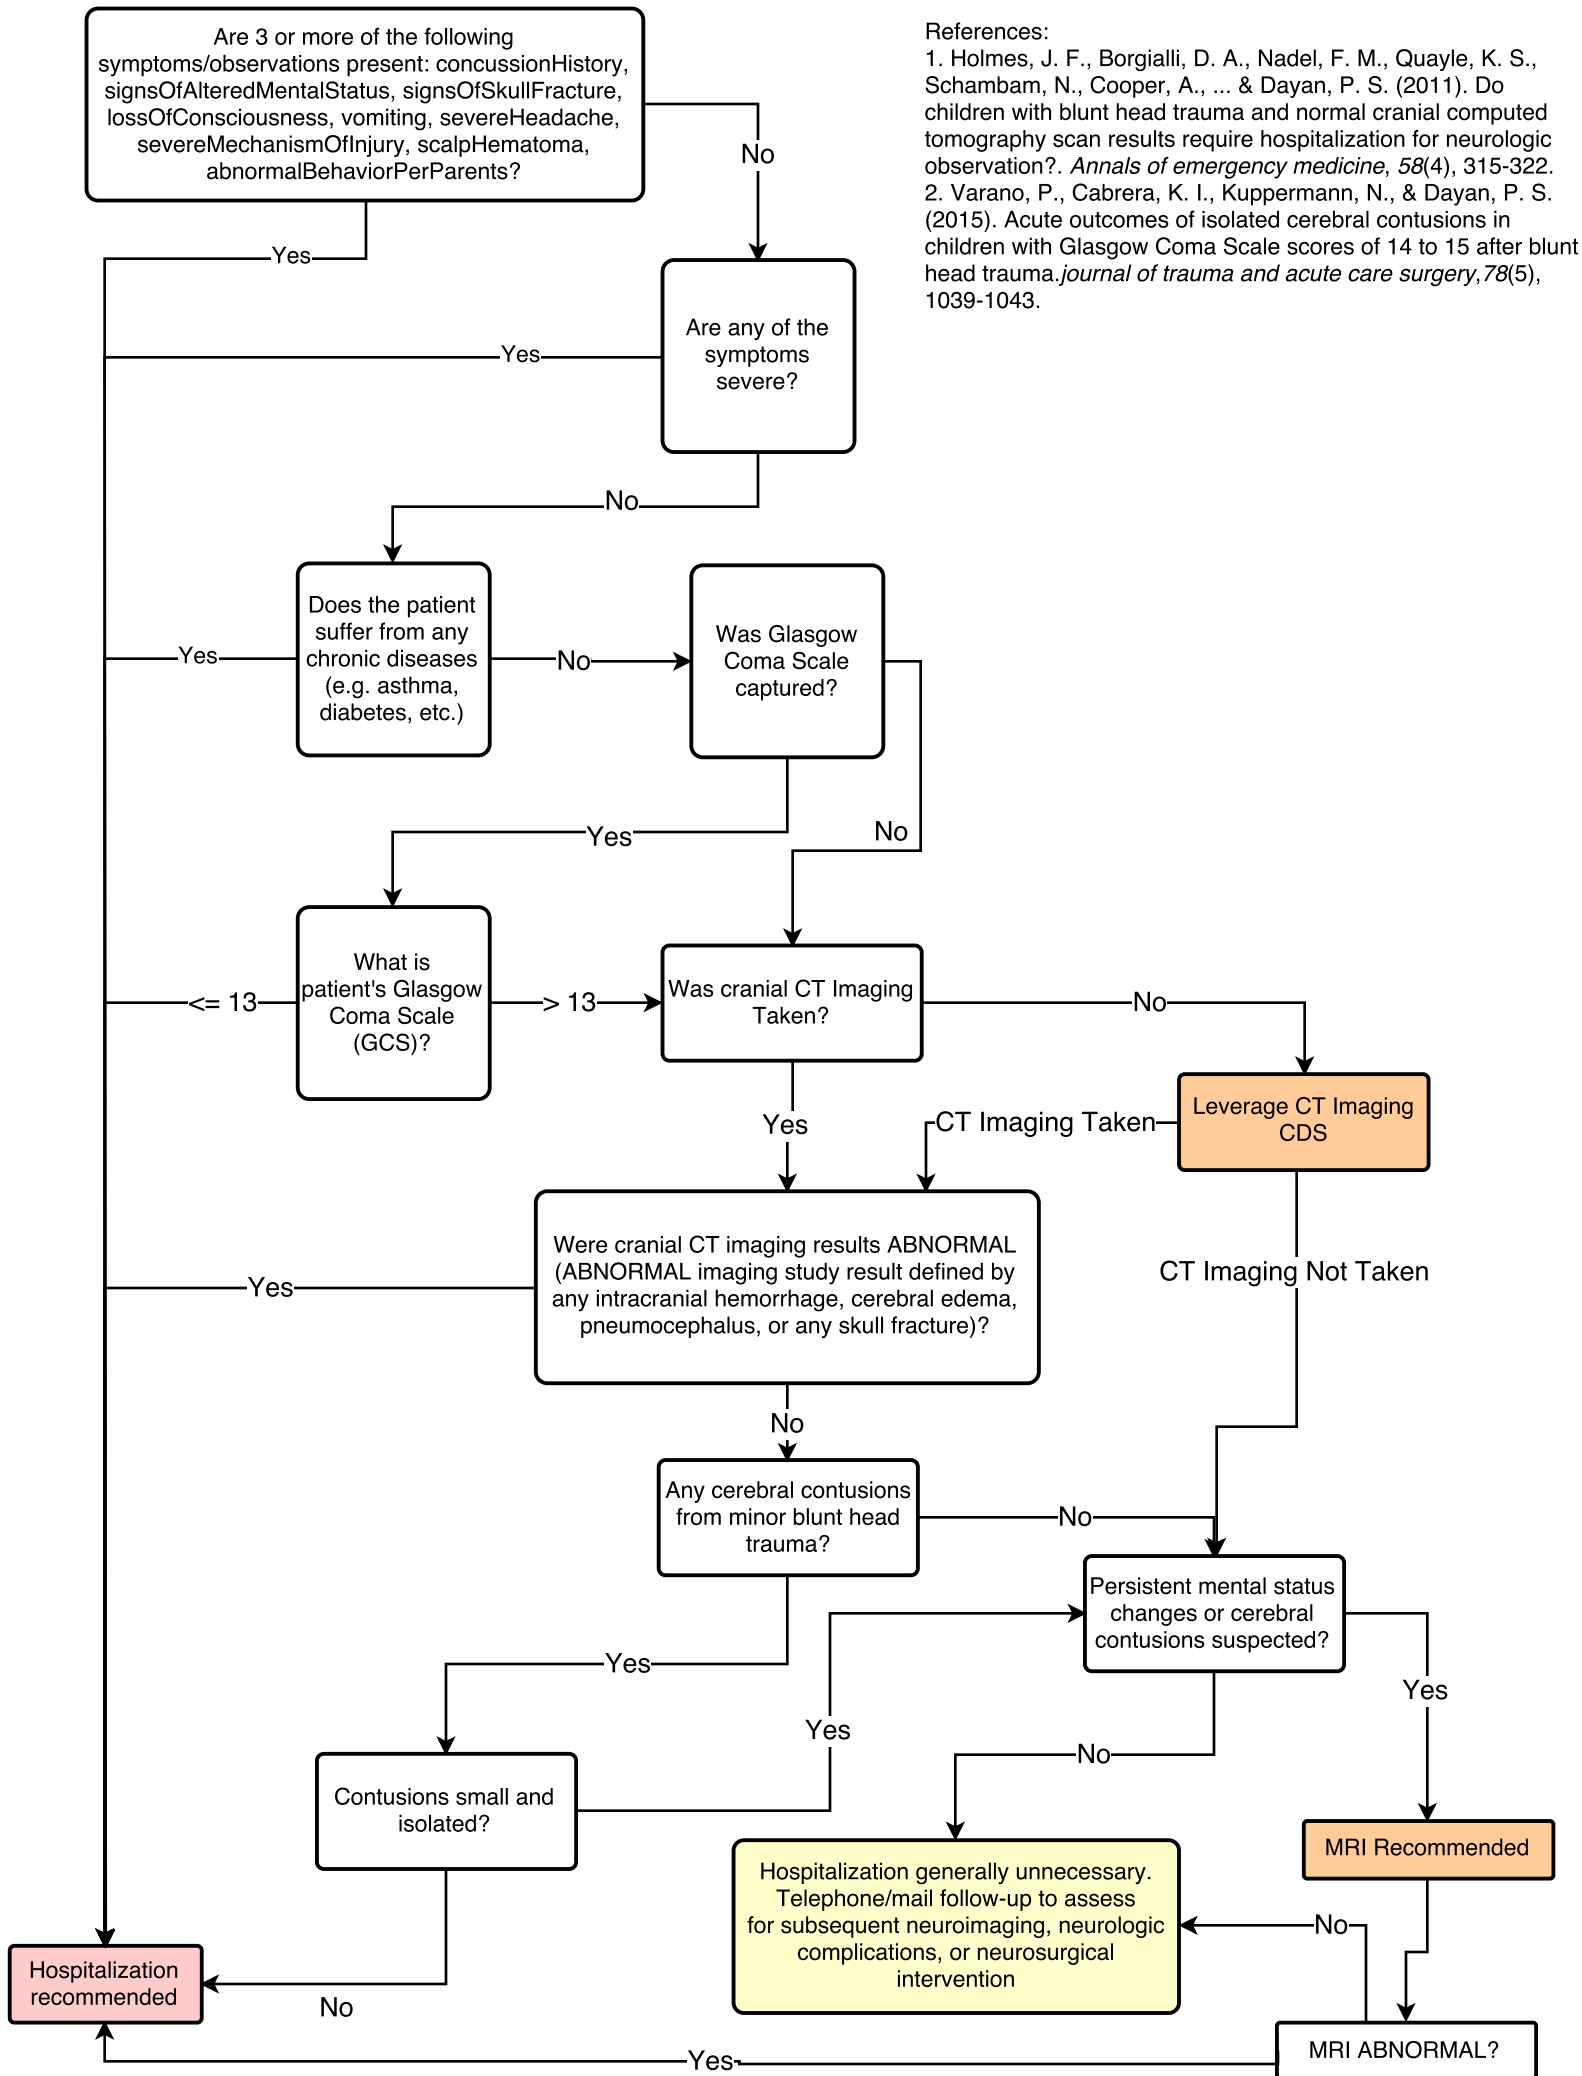 Are 3 or more of the following
symptoms/observations present: concussionHistory,
signsOfAlteredMentalStatus, signsOfSkullFracture,
lossOfConsciousness, vomiting, severeHeadache,
severeMechanismOfInjury, scalpHematoma,
abnormalBehaviorPerParents?
References:
1. Holmes, J. F., Borgialli, D. A., Nadel, F. M., Quayle, K. S.,
Schambam, N., Cooper, A., ... & Dayan, P. S. (2011). Do
children with blunt head trauma and normal cranial computed
tomography scan results require hospitalization for neurologic
observation?. Annals of emergency medicine, 58(4), 315-322.
2. Varano, P., Cabrera, K. I., Kuppermann, N., & Dayan, P. S.
(2015). Acute outcomes of isolated cerebral contusions in
children with Glasgow Coma Scale scores of 14 to 15 after blunt
head trauma.journal of trauma and acute care surgery,78(5),
1039-1043.
No
Yes
Are any of the
symptoms
severe?
Yes
No
Does the patient
suffer from any
chronic diseases
(e.g. asthma,
diabetes, etc.)
Yes
No
Was Glasgow
Coma Scale
captured?
No
Yes
What is
patient's Glasgow
Coma Scale
(GCS)?
<= 13
> 13
Was cranial CT Imaging
Taken?
No
Yes
Leverage CT Imaging
CDS
CT Imaging Taken
CT Imaging Not Taken
Were cranial CT imaging results ABNORMAL
(ABNORMAL imaging study result defined by
any intracranial hemorrhage, cerebral edema,
pneumocephalus, or any skull fracture)?
Yes
No
Any cerebral contusions
from minor blunt head
trauma?
No
Yes
Persistent mental status
changes or cerebral
contusions suspected?
Yes
No
Contusions small and
isolated?
Yes
No
MRI Recommended
Hospitalization generally unnecessary.
Telephone/mail follow-up to assess
for subsequent neuroimaging, neurologic
complications, or neurosurgical
intervention
No
Hospitalization
recommended
MRI ABNORMAL?
Yes